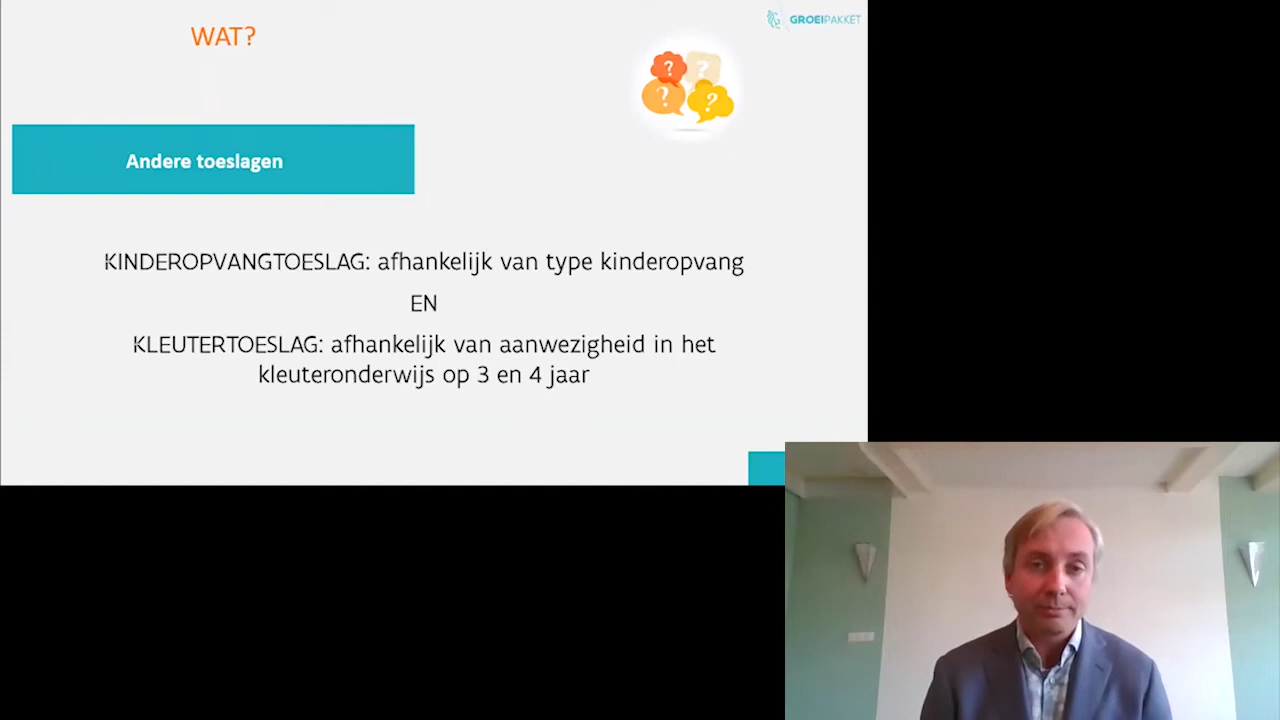 WAT?
GROEIPAKKET
? ?
? ?
Andere toeslagen
KINDEROPVANGTOESLAG: afhankelijk van type kinderopvang
EN
KLEUTERTOESLAG: afhankelijk van aanwezigheid in het
kleuteronderwijs op 3 en 4 jaar